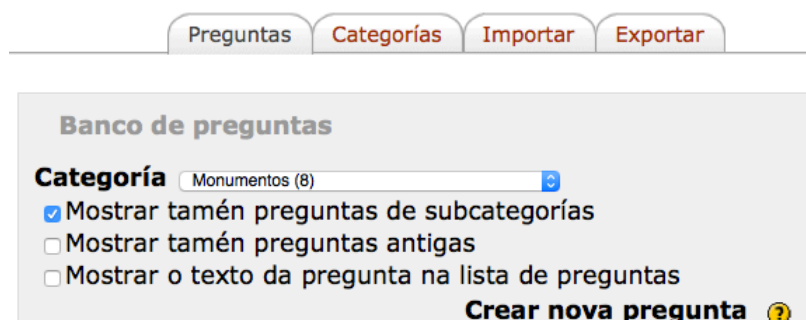 Preguntas Categorías Importar Exportar
Banco de preguntas
Categoría Monumentos (8)
Mostrar tamén preguntas de subcategorías
Mostrar tamén preguntas antigas
Mostrar o texto da pregunta na lista de preguntas
Crear nova pregunta ?